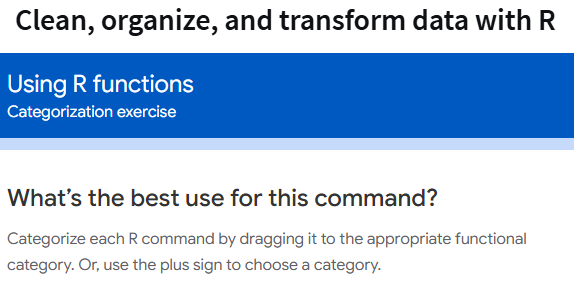 Clean, organize, and transform data with R
Using R functions
Categorization exercise
What's the best use for this command?
Categorize each R command by dragging it to the appropriate functional
category. Or, use the plus sign to choose a category.